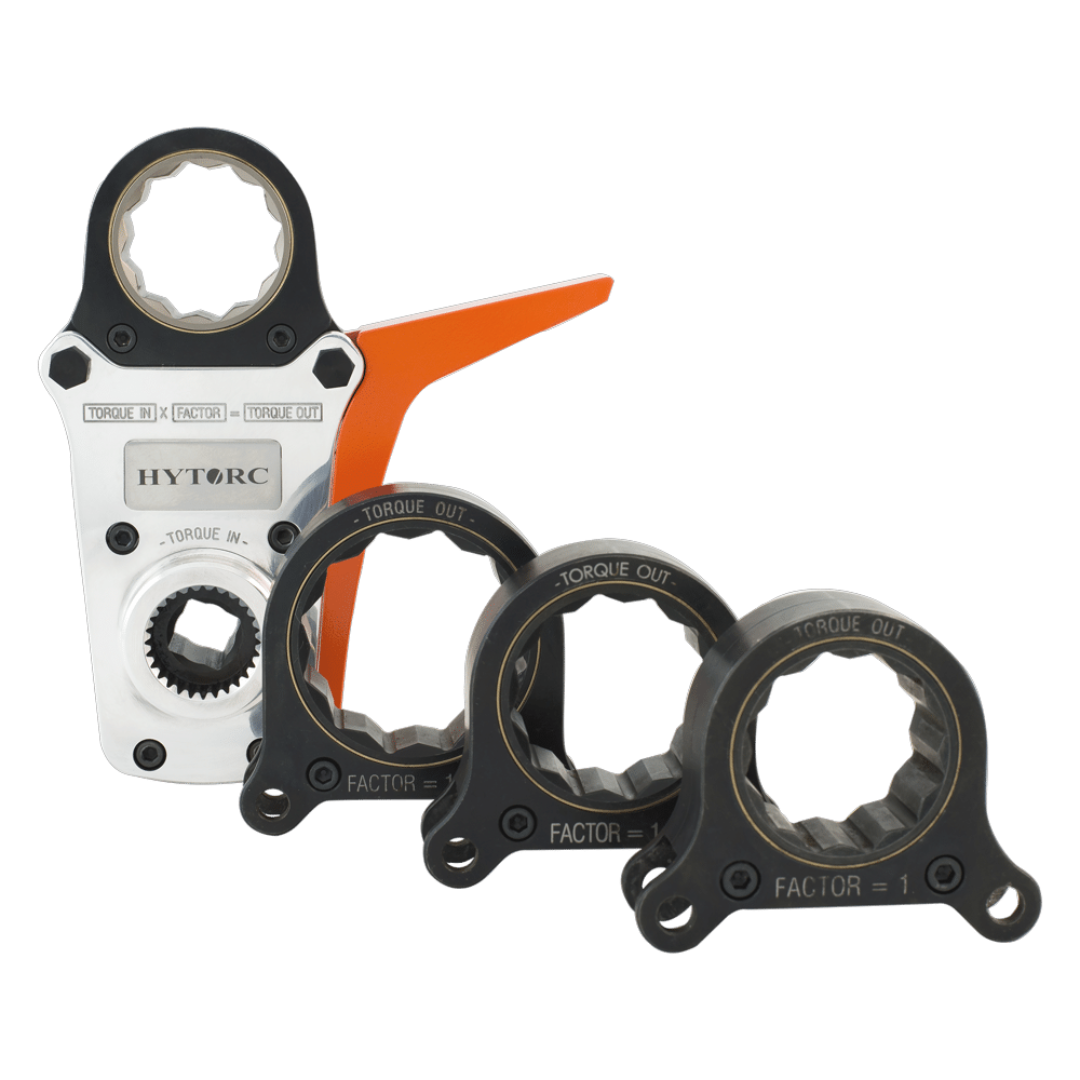 TORQUE IN X FACTOR = TORQUE OUT
HYTORC
-TORQUE IN-
- TORQUE OUT -
FACTOR = 1
-TORQUE OUT-
FACTOR = 1
- TORQUE OUT -
FACTOR = 1.